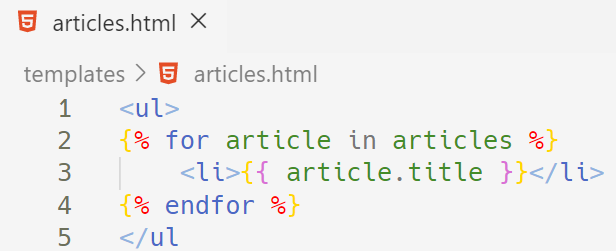 articles.html ×
templates > articles.html
1 <ul>
2 {% for article in articles %}
3     <li>{{ article.title }}</li>
4 {% endfor %}
5 </ul